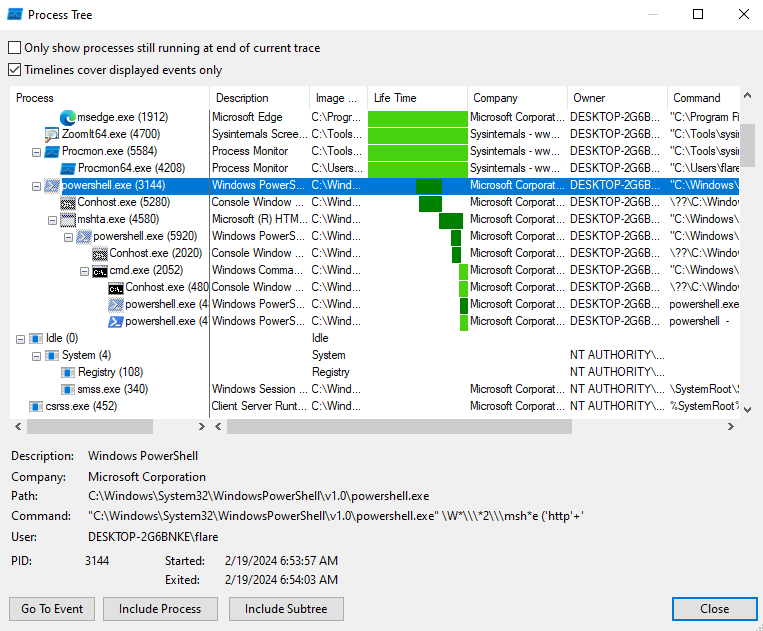 Process Tree
Only show processes still running at end of current trace
Timelines cover displayed events only
Process Description Image ... Life Time Company Owner Command
msedge.exe (1912) Microsoft Edge C:\Progr... Microsoft Corporat... DESKTOP-2G6B... "C:\Program Fi
ZoomIt64.exe (4700) Sysinternals Scree... C:\Tools... Sysinternals - ww... DESKTOP-2G6B... "C:\Tools\sysin
Procmon.exe (5584) Process Monitor C:\Tools... Sysinternals - ww... DESKTOP-2G6B... "C:\Tools\sysin
Procmon64.exe (4208) Process Monitor C:\Users... Sysinternals - ww... DESKTOP-2G6B... "C:\Users\flare
powershell.exe (3144) Windows PowerS... C:\Wind... Microsoft Corporat... DESKTOP-2G6B... "C:\Windows\
Conhost.exe (5280) Console Window ... C:\Wind... Microsoft Corporat... DESKTOP-2G6B... \??\C:\Windo
mshta.exe (4580) Microsoft (R) HTM... C:\Wind... Microsoft Corporat... DESKTOP-2G6B... "C:\Windows\
powershell.exe (5920) Windows PowerS... C:\Wind... Microsoft Corporat... DESKTOP-2G6B... "C:\Windows\
Conhost.exe (2020) Console Window ... C:\Wind... Microsoft Corporat... DESKTOP-2G6B... \??\C:\Windo
cmd.exe (2052) Windows Comma... C:\Wind... Microsoft Corporat... DESKTOP-2G6B... "C:\Windows\
Conhost.exe (480 Console Window ... C:\Wind... Microsoft Corporat... DESKTOP-2G6B... \??\C:\Windo
powershell.exe (4 Windows PowerS... C:\Wind... Microsoft Corporat... DESKTOP-2G6B... powershell.exe
powershell.exe (4 Windows PowerS... C:\Wind... Microsoft Corporat... DESKTOP-2G6B... powershell -
Idle (0) Idle
System (4) System NT AUTHORITY\...
Registry (108) Registry NT AUTHORITY\...
smss.exe (340) Windows Session ... C:\Wind... Microsoft Corporat... NT AUTHORITY\... \SystemRoot\S
csrss.exe (452) Client Server Runt... C:\Wind... Microsoft Corporat... NT AUTHORITY\... %SystemRoot%
Description: Windows PowerShell
Company: Microsoft Corporation
Path: C:\Windows\System32\WindowsPowerShell\v1.0\powershell.exe
Command: "C:\Windows\System32\WindowsPowerShell\v1.0\powershell.exe" \W*\\\*2\\\msh*e ('http'+'
User: DESKTOP-2G6BNKE\flare
PID: 3144 Started: 2/19/2024 6:53:57 AM
Exited: 2/19/2024 6:54:03 AM
Go To Event Include Process Include Subtree Close